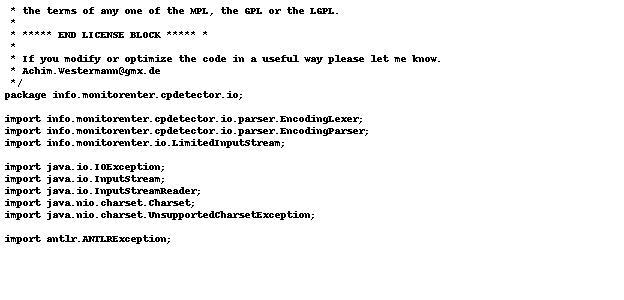 * the terms of any one of the MPL, the GPL or the LGPL.
*
* ***** END LICENSE BLOCK ***** *
*
* If you modify or optimize the code in a useful way please let me know.
* Achim.Westermann@gmx.de
*/
package info.monitorenter.cpdetector.io;
import info.monitorenter.cpdetector.io.parser.EncodingLexer;
import info.monitorenter.cpdetector.io.parser.EncodingParser;
import info.monitorenter.io.LimitedInputStream;
import java.io.IOException;
import java.io.InputStream;
import java.io.InputStreamReader;
import java.nio.charset.Charset;
import java.nio.charset.UnsupportedCharsetException;
import antlr.ANTLRException;